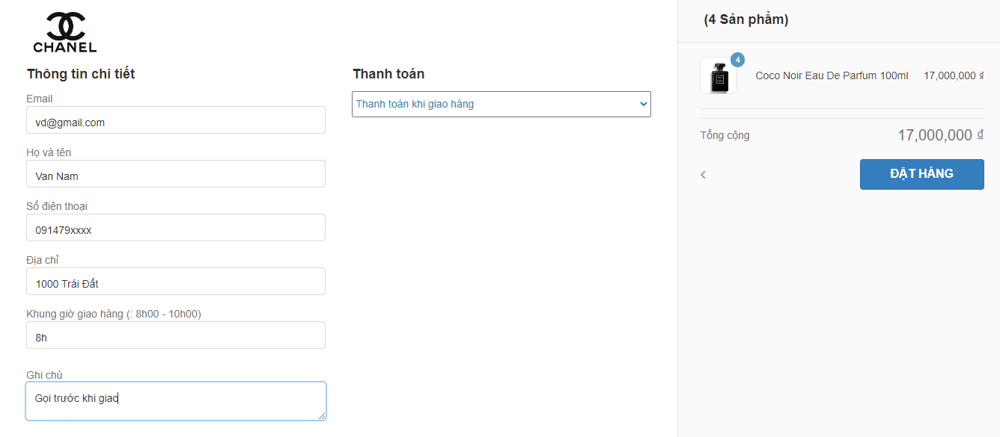 CHANEL
Thông tin chi tiết
Email
vd@gmail.com
Họ và tên
Van Nam
Số điện thoại
091479xxxx
Địa chỉ
1000 Trái Đất
Khung giờ giao hàng (: 8h00 - 10h00)
8h
Ghi chú
Gọi trước khi giao
Thanh toán
Thanh toán khi giao hàng
(4 Sản phẩm)
4
Coco Noir Eau De Parfum 100ml 17,000,000 ₫
Tổng cộng 17,000,000 ₫
ĐẶT HÀNG